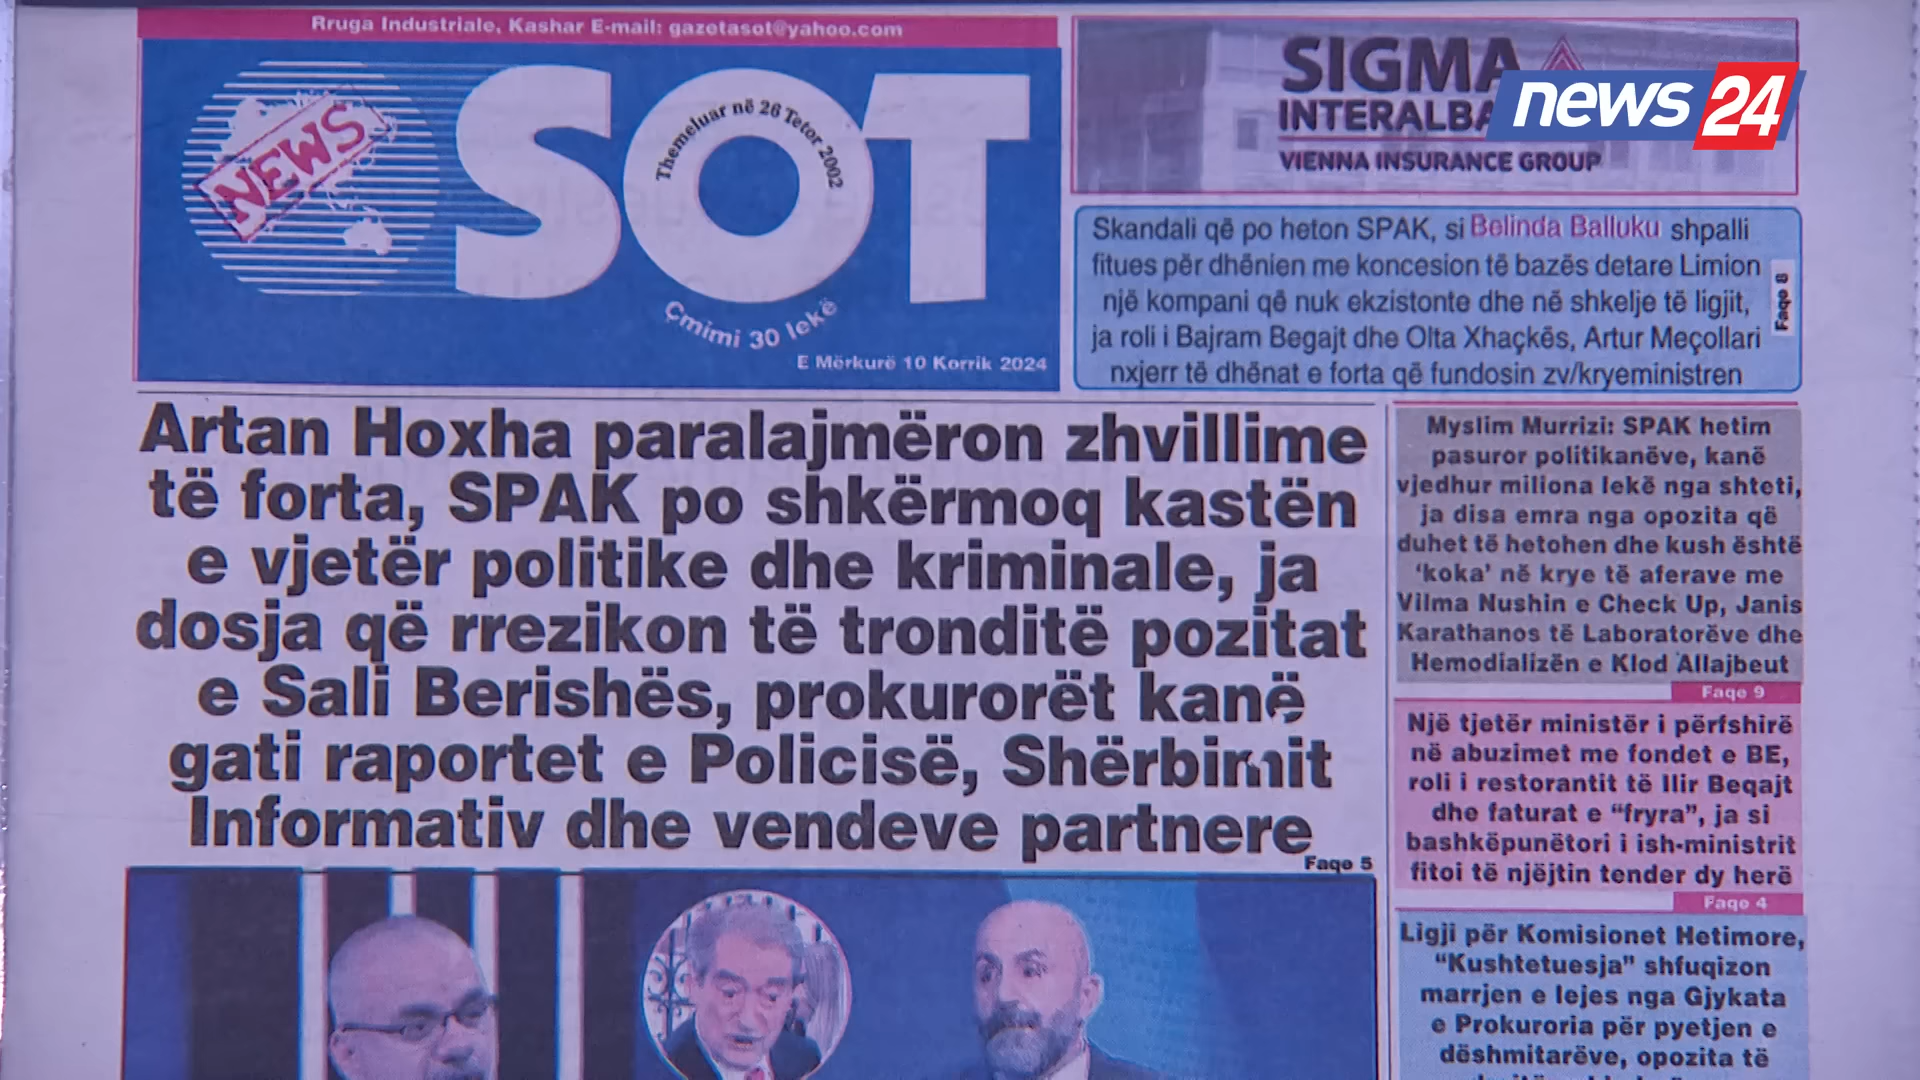 Rruga Industriale, Kashar E-mail: gazetasot@yahoo.com
NEWS
SOT
Themeluar në 26 Tetor 2002
Çmimi 30 lekë
E Mërkurë 10 Korrik 2024
SIGMA
INTERALBA
VIENNA INSURANCE GROUP
news 24
Skandali që po heton SPAK, si Belinda Balluku shpalli
fitues për dhënien me koncesion të bazës detare Limion
një kompani që nuk ekzistonte dhe në shkelje të ligjit,
ja roli i Bajram Begajt dhe Olta Xhaçkës, Artur Meçollari
nxjerr të dhënat e forta që fundosin zv/kryeministren
Faqe 8
Artan Hoxha paralajmëron zhvillime
të forta, SPAK po shkërmoq kastën
e vjetër politike dhe kriminale, ja
dosja që rrezikon të tronditë pozitat
e Sali Berishës, prokurorët kanë
gati raportet e Policisë, Shërbimit
Informativ dhe vendeve partnere
Faqe 5
Myslim Murrizi: SPAK hetim
pasuror politikanëve, kanë
vjedhur miliona lekë nga shteti,
ja disa emra nga opozita që
duhet të hetohen dhe kush është
‘koka’ në krye të aferave me
Vilma Nushin e Check Up, Janis
Karathanos të Laboratorëve dhe
Hemodializën e Klod Allajbeut
Faqe 9
Një tjetër ministër i përfshirë
në abuzimet me fondet e BE,
roli i restorantit të Ilir Beqajt
dhe faturat e “fryra”, ja si
bashkëpunëtori i ish-ministrit
fitoi të njëjtin tender dy herë
Faqe 4
Ligji për Komisionet Hetimore,
“Kushtetuesja” shfuqizon
marrjen e lejes nga Gjykata
e Prokuroria për pyetjen e
dëshmitarëve, opozita të